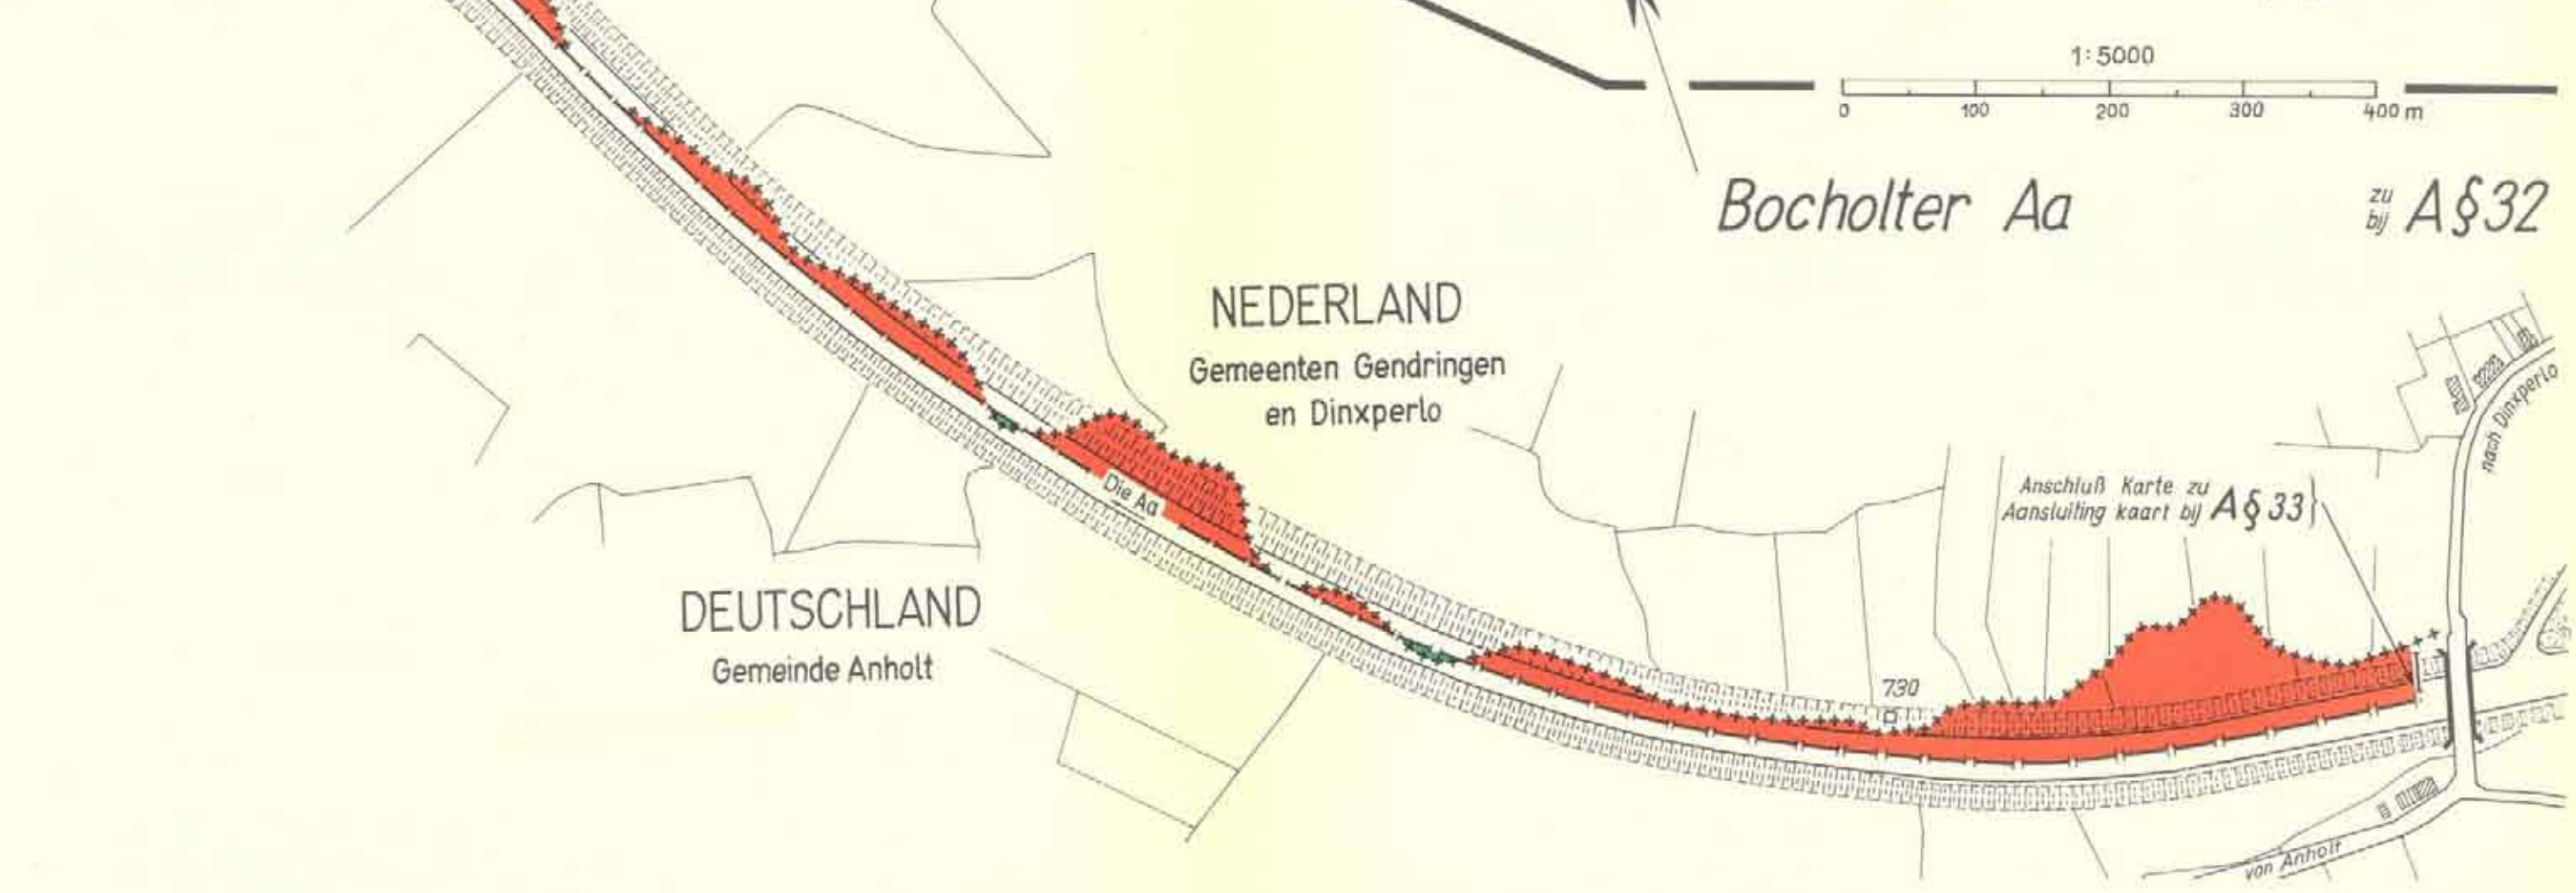 1:5000
0 100 200 300 400 m
Bocholter Aa
zu
bij A§32
NEDERLAND
Gemeenten Gendringen
en Dinxperlo
nach Dinxperlo
Anschluß Karte zu
Aansluiting kaart bij A§33}
Die Aa
DEUTSCHLAND
Gemeinde Anholt
730
von Anholt